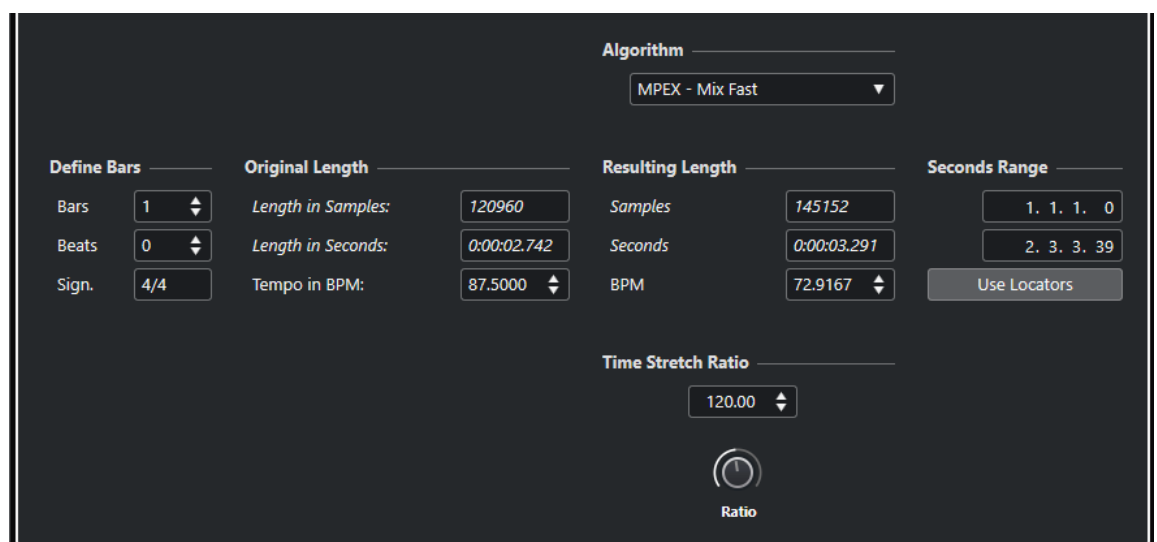 Algorithm
MPEX - Mix Fast
Define Bars
Original Length
Resulting Length
Seconds Range
Bars 1
Length in Samples: 120960
Samples 145152
1. 1. 1. 0
Beats 0
Length in Seconds: 0:00:02.742
Seconds 0:00:03.291
2. 3. 3. 39
Sign. 4/4
Tempo in BPM: 87.5000
BPM 72.9167
Use Locators
Time Stretch Ratio
120.00
Ratio